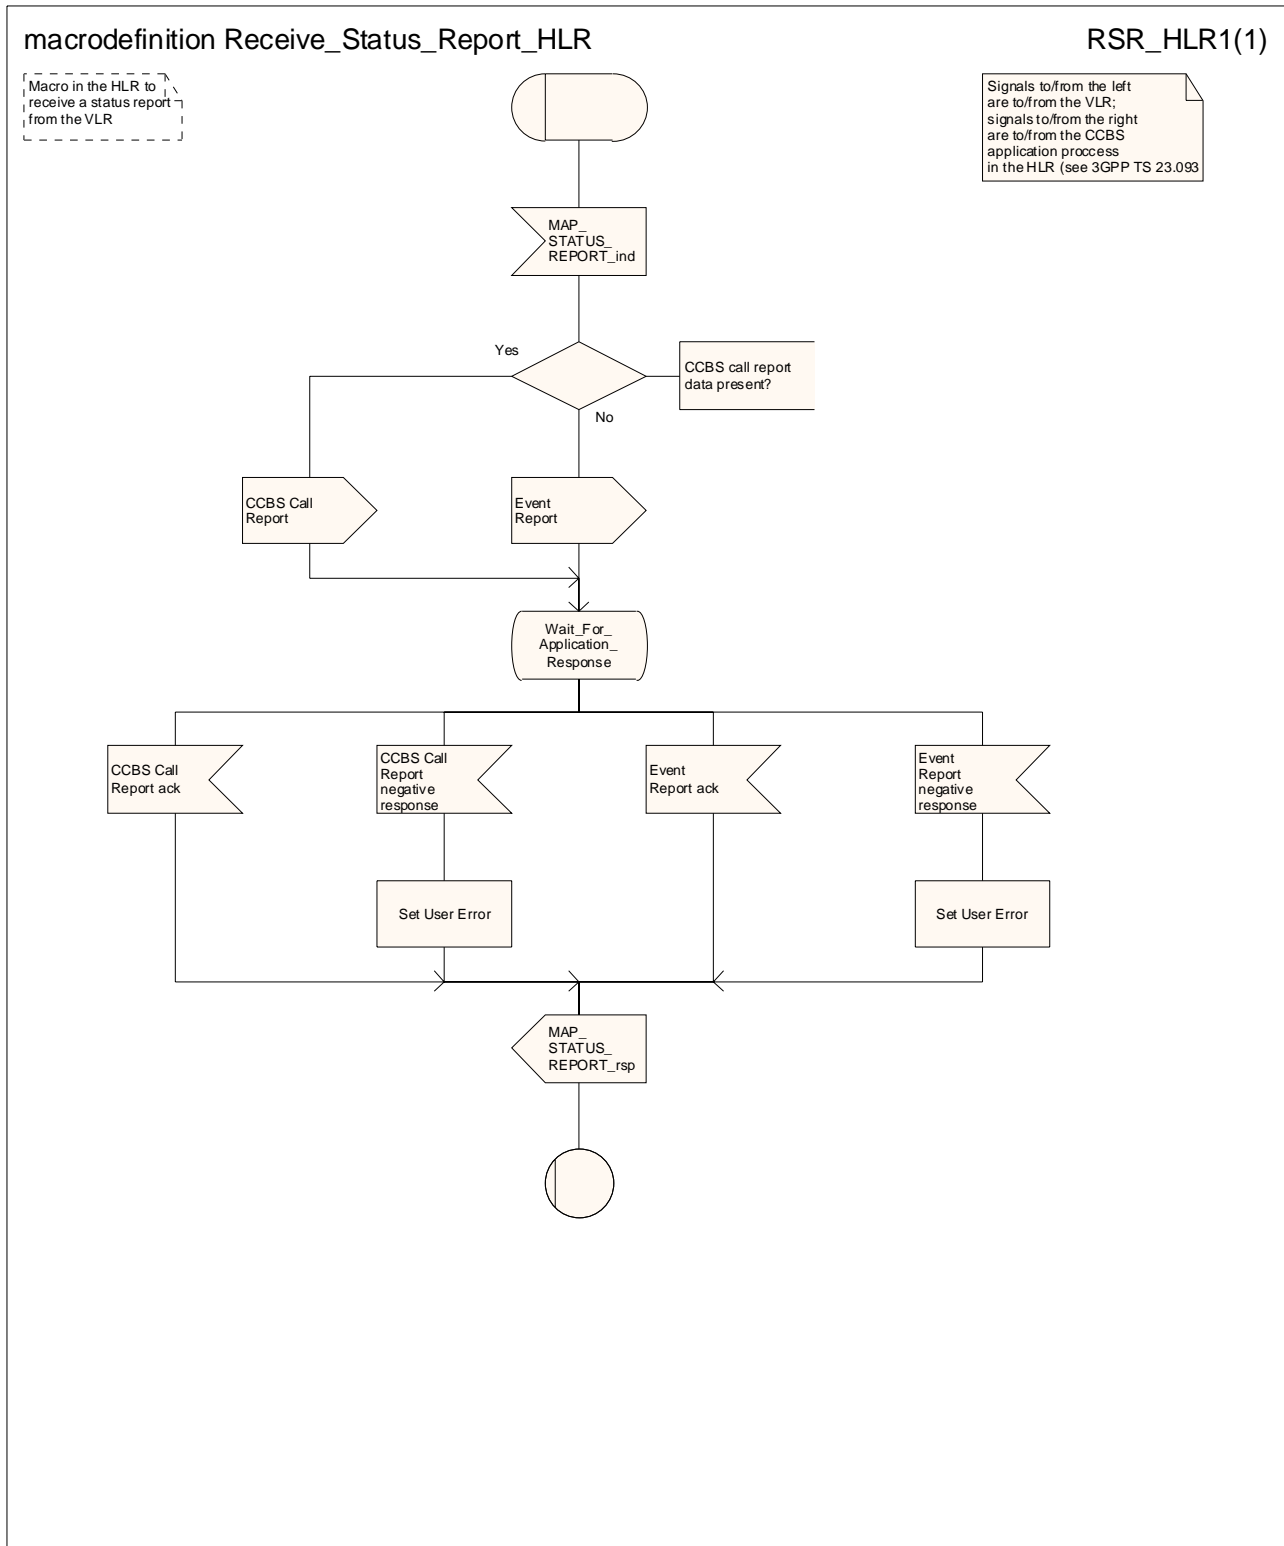 macrodefinition Receive_Status_Report_HLR
RSR_HLR1(1)
Macro in the HLR to
receive a status report
from the VLR
Signals to/from the left
are to/from the VLR;
signals to/from the right
are to/from the CCBS
application proccess
in the HLR (see 3GPP TS 23.093
MAP_
STATUS_
REPORT_ind
Yes
CCBS call report
data present?
No
CCBS Call
Report
Event
Report
Wait_For_
Application_
Response
CCBS Call
Report ack
CCBS Call
Report
negative
response
Event
Report ack
Event
Report
negative
response
Set User Error
Set User Error
MAP_
STATUS_
REPORT_rsp